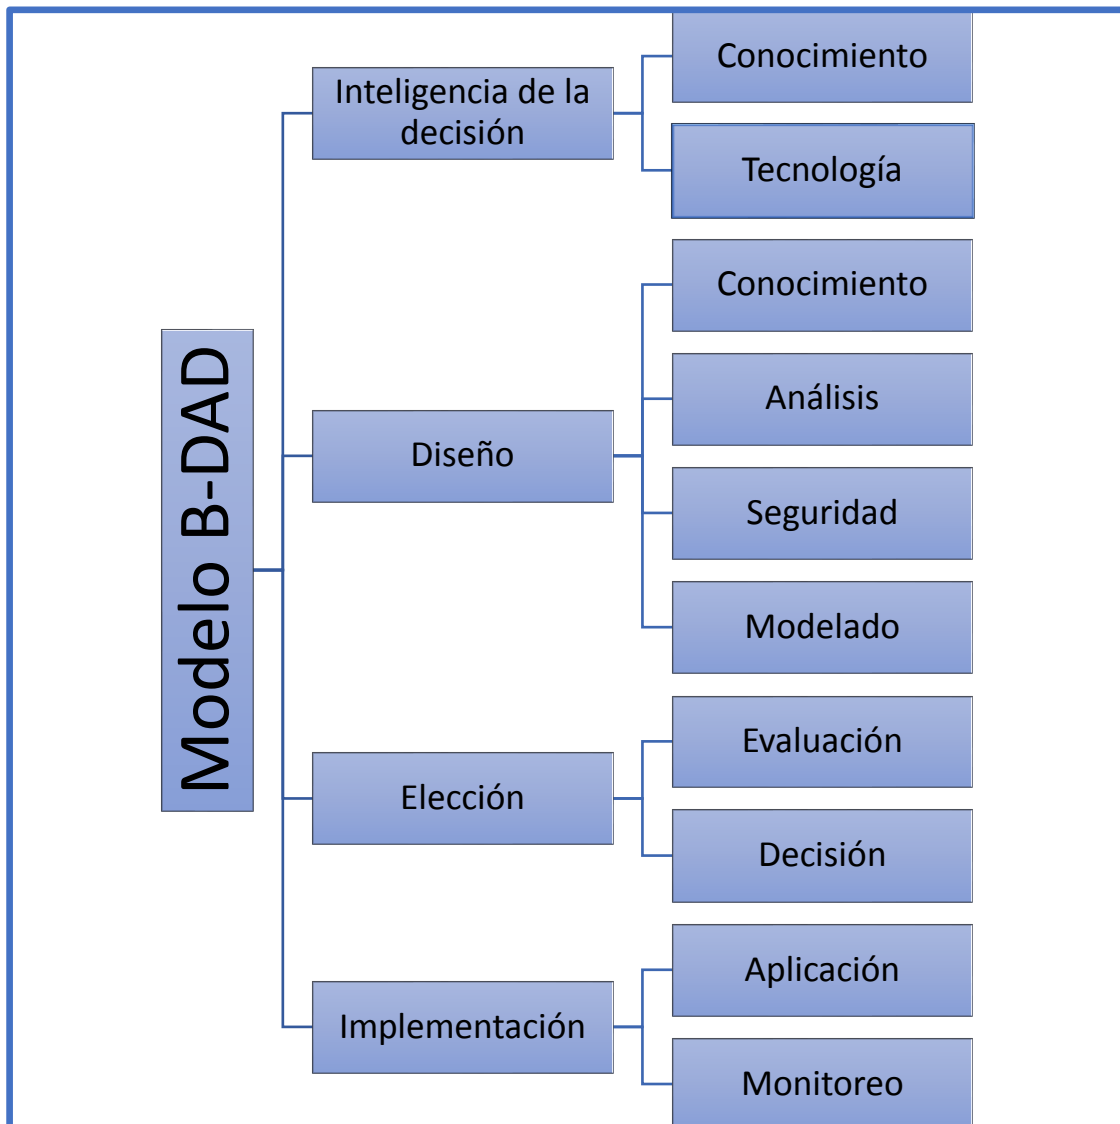 Modelo B-DAD
Inteligencia de la
decisión
Conocimiento
Tecnología
Diseño
Conocimiento
Análisis
Seguridad
Modelado
Elección
Evaluación
Decisión
Implementación
Aplicación
Monitoreo